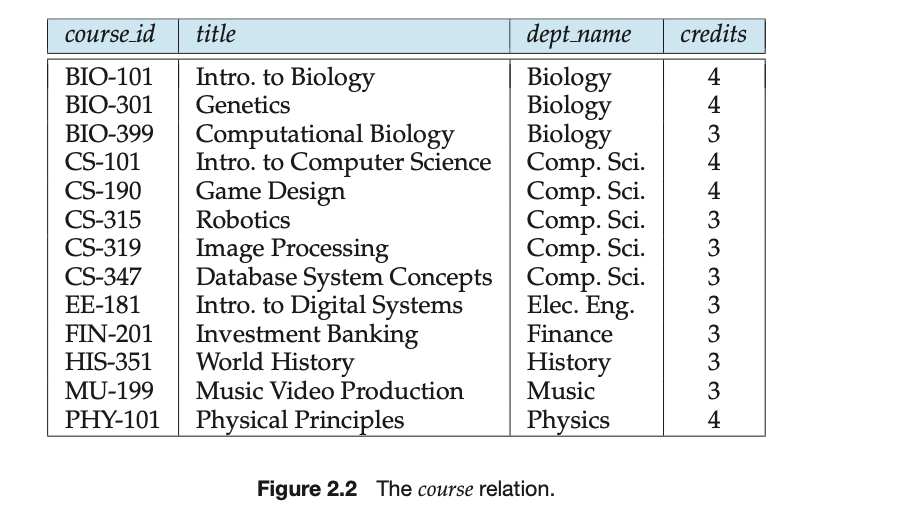 course_id title dept_name credits
BIO-101 Intro. to Biology Biology 4
BIO-301 Genetics Biology 4
BIO-399 Computational Biology Biology 3
CS-101 Intro. to Computer Science Comp. Sci. 4
CS-190 Game Design Comp. Sci. 4
CS-315 Robotics Comp. Sci. 3
CS-319 Image Processing Comp. Sci. 3
CS-347 Database System Concepts Comp. Sci. 3
EE-181 Intro. to Digital Systems Elec. Eng. 3
FIN-201 Investment Banking Finance 3
HIS-351 World History History 3
MU-199 Music Video Production Music 3
PHY-101 Physical Principles Physics 4
Figure 2.2 The course relation.